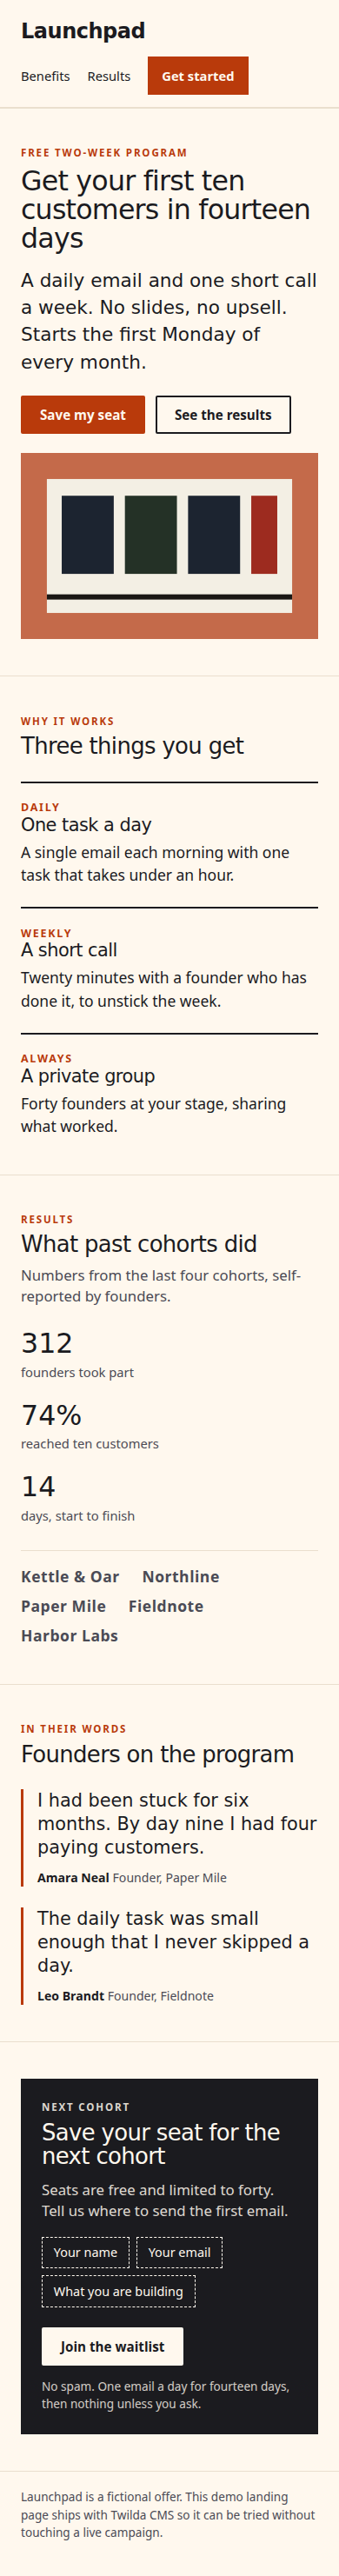 Launchpad
Benefits Results Get started
FREE TWO-WEEK PROGRAM
Get your first ten
customers in fourteen
days
A daily email and one short call
a week. No slides, no upsell.
Starts the first Monday of
every month.
Save my seat See the results
WHY IT WORKS
Three things you get
DAILY
One task a day
A single email each morning with one
task that takes under an hour.
WEEKLY
A short call
Twenty minutes with a founder who has
done it, to unstick the week.
ALWAYS
A private group
Forty founders at your stage, sharing
what worked.
RESULTS
What past cohorts did
Numbers from the last four cohorts, self-
reported by founders.
312
founders took part
74%
reached ten customers
14
days, start to finish
Kettle & Oar Northline
Paper Mile Fieldnote
Harbor Labs
IN THEIR WORDS
Founders on the program
I had been stuck for six
months. By day nine I had four
paying customers.
Amara Neal Founder, Paper Mile
The daily task was small
enough that I never skipped a
day.
Leo Brandt Founder, Fieldnote
NEXT COHORT
Save your seat for the
next cohort
Seats are free and limited to forty.
Tell us where to send the first email.
Your name Your email
What you are building
Join the waitlist
No spam. One email a day for fourteen days,
then nothing unless you ask.
Launchpad is a fictional offer. This demo landing
page ships with Twilda CMS so it can be tried without
touching a live campaign.